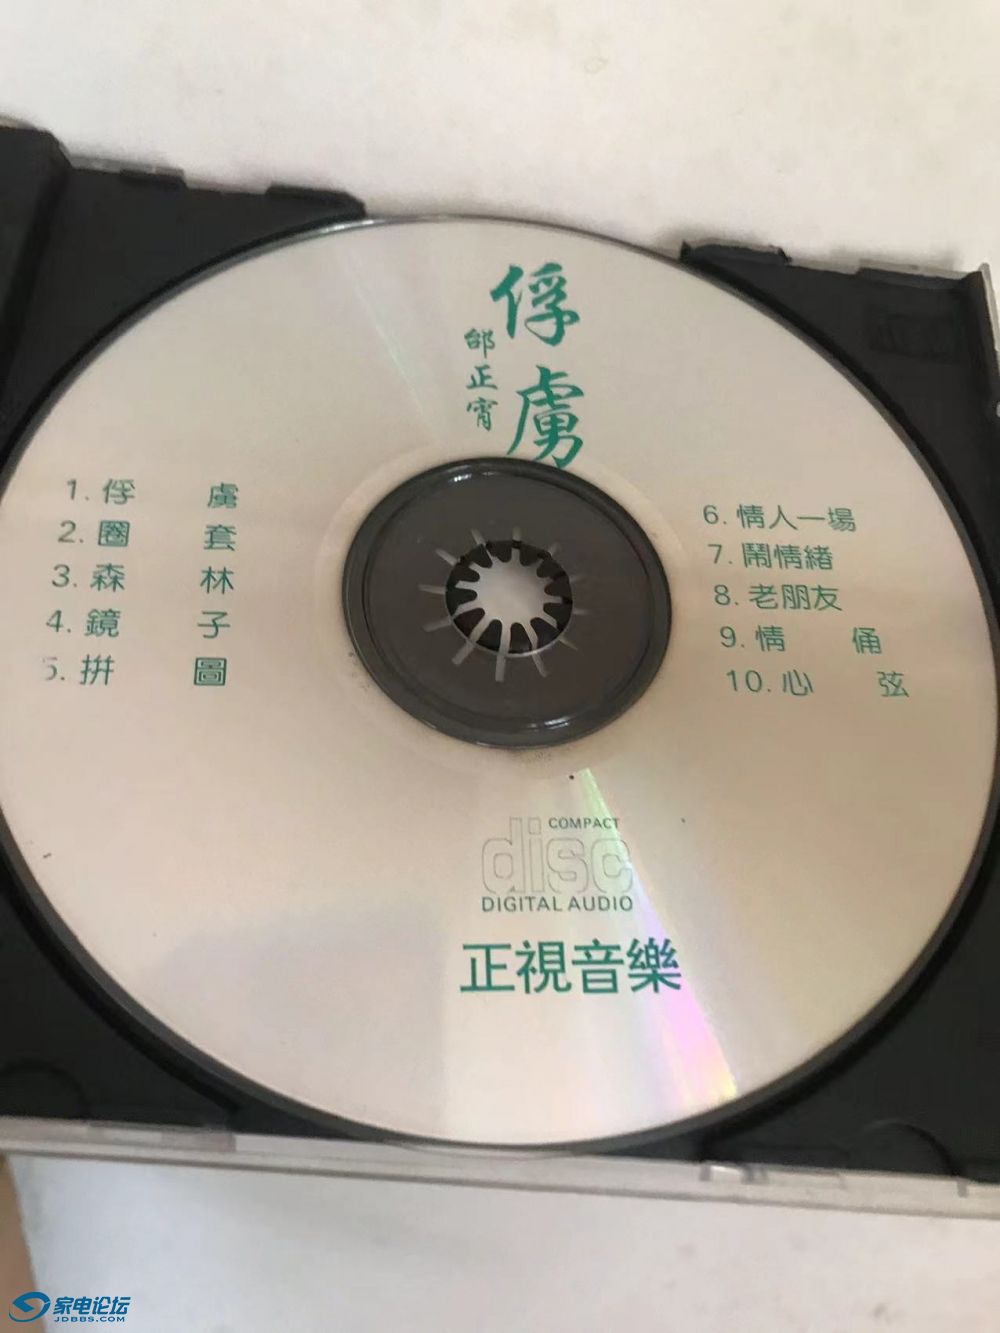 俘虜
邰正宵
1. 俘 虜
2. 圈 套
3. 森 林
4. 鏡 子
5. 拼 圖
6. 情人一場
7. 鬧情緒
8. 老朋友
9. 情 俑
10. 心 弦
COMPACT
disc
DIGITAL AUDIO
正視音樂
家电论坛
JDBBS.COM